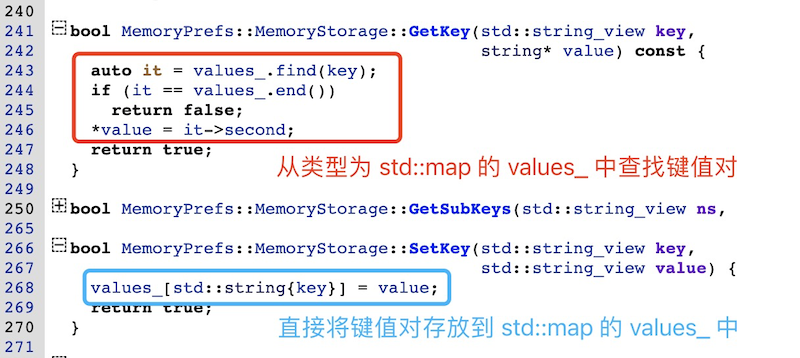 240
241 bool MemoryPrefs::MemoryStorage::GetKey(std::string_view key,
242 string* value) const {
243 auto it = values_.find(key);
244 if (it == values_.end())
245 return false;
246 *value = it->second;
247 return true;
248 }
从类型为 std::map 的 values_ 中查找键值对
249
250 bool MemoryPrefs::MemoryStorage::GetSubKeys(std::string_view ns,
265
266 bool MemoryPrefs::MemoryStorage::SetKey(std::string_view key,
267 std::string_view value) {
268 values_[std::string{key}] = value;
269 return true;
270 }
直接将键值对存放到 std::map 的 values_ 中
271